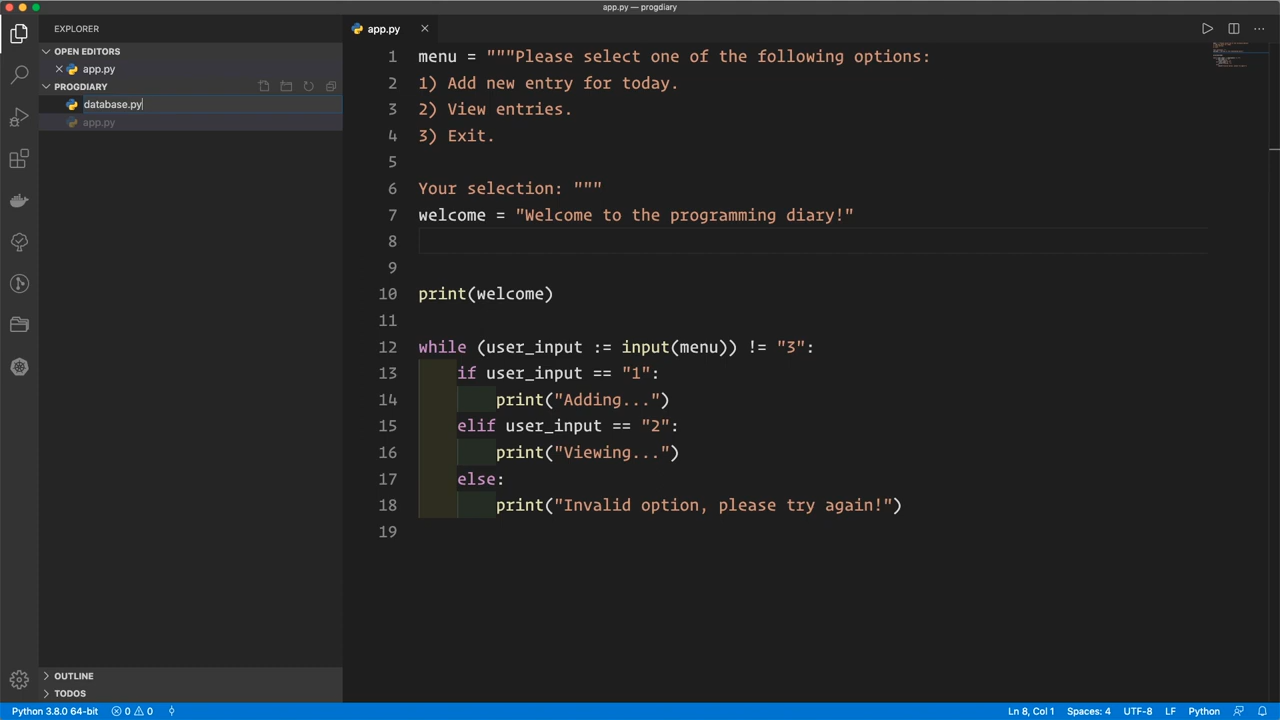 app.py — progdiary
EXPLORER
OPEN EDITORS
app.py
PROGDIARY
database.py
app.py
OUTLINE
TODOS
app.py
1 menu = """Please select one of the following options:
2 1) Add new entry for today.
3 2) View entries.
4 3) Exit.
5
6 Your selection: """
7 welcome = "Welcome to the programming diary!"
8
9
10 print(welcome)
11
12 while (user_input := input(menu)) != "3":
13 if user_input == "1":
14 print("Adding...")
15 elif user_input == "2":
16 print("Viewing...")
17 else:
18 print("Invalid option, please try again!")
19
Python 3.8.0 64-bit 0 0 Ln 8, Col 1 Spaces: 4 UTF-8 LF Python